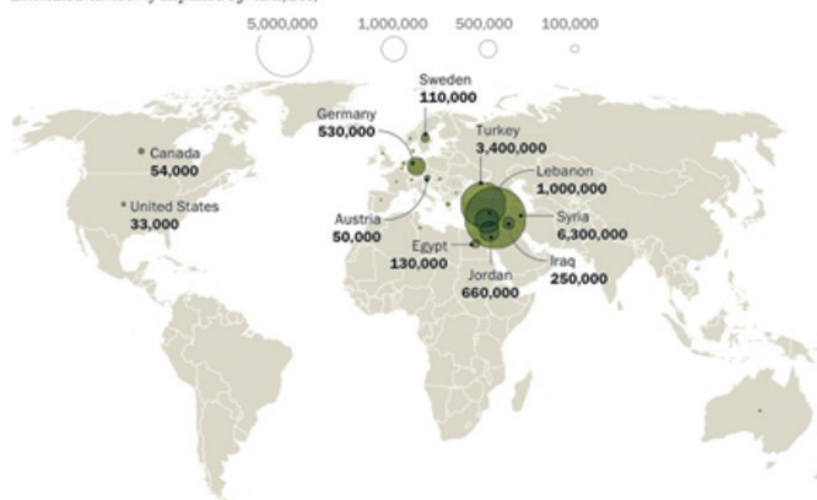 5,000,000 1,000,000 500,000 100,000
Sweden
110,000
Germany
530,000
Turkey
3,400,000
Canada
54,000
Lebanon
1,000,000
United States
33,000
Austria
50,000
Syria
6,300,000
Egypt
130,000
Iraq
250,000
Jordan
660,000